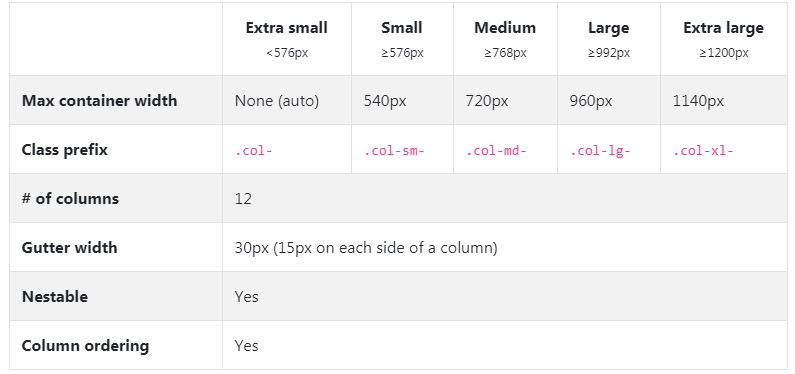 Extra small Small Medium Large Extra large
<576px ≥576px ≥768px ≥992px ≥1200px
Max container width None (auto) 540px 720px 960px 1140px
Class prefix .col- .col-sm- .col-md- .col-lg- .col-xl-
# of columns 12
Gutter width 30px (15px on each side of a column)
Nestable Yes
Column ordering Yes